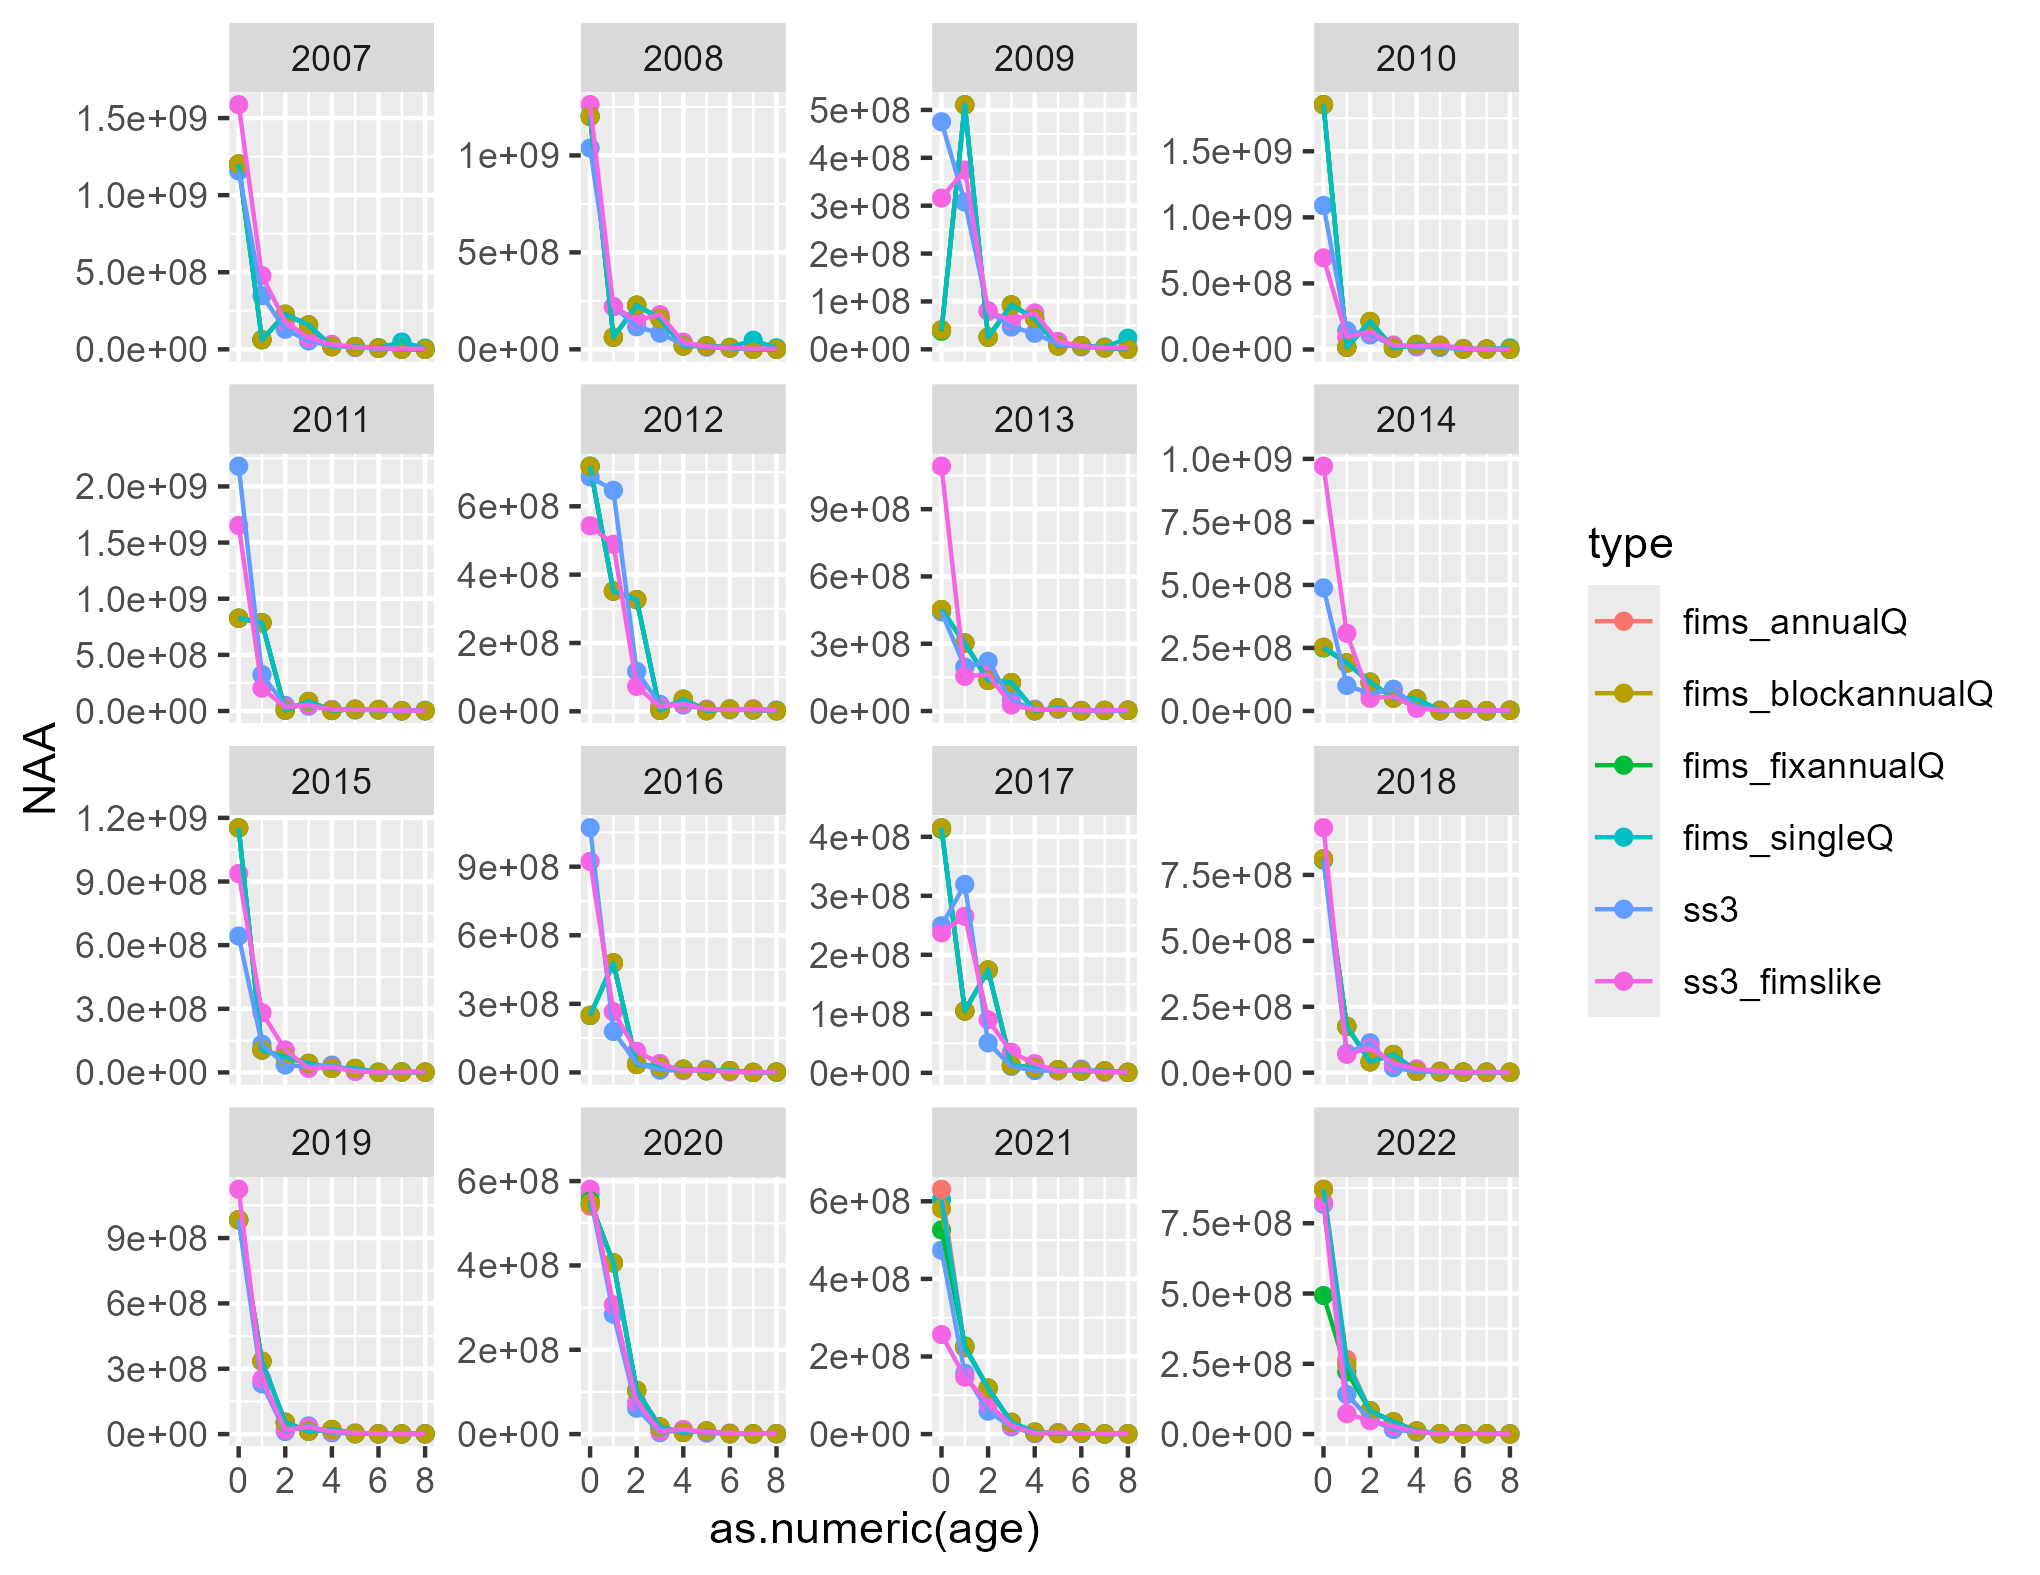 2007
2008
2009
2010
1.5e+09
1.0e+09
5.0e+08
0.0e+00
1e+09
5e+08
0e+00
5e+08
4e+08
3e+08
2e+08
1e+08
0e+00
1.5e+09
1.0e+09
5.0e+08
0.0e+00
2011
2012
2013
2014
2.0e+09
1.5e+09
1.0e+09
5.0e+08
0.0e+00
6e+08
4e+08
2e+08
0e+00
9e+08
6e+08
3e+08
0e+00
1.0e+09
7.5e+08
5.0e+08
2.5e+08
0.0e+00
2015
2016
2017
2018
1.2e+09
9.0e+08
6.0e+08
3.0e+08
0.0e+00
9e+08
6e+08
3e+08
0e+00
4e+08
3e+08
2e+08
1e+08
0e+00
7.5e+08
5.0e+08
2.5e+08
0.0e+00
2019
2020
2021
2022
9e+08
6e+08
3e+08
0e+00
6e+08
4e+08
2e+08
0e+00
6e+08
4e+08
2e+08
0e+00
7.5e+08
5.0e+08
2.5e+08
0.0e+00
0 2 4 6 8
0 2 4 6 8
0 2 4 6 8
0 2 4 6 8
as.numeric(age)
NAA
type
fims_annualQ
fims_blockannualQ
fims_fixannualQ
fims_singleQ
ss3
ss3_fimslike